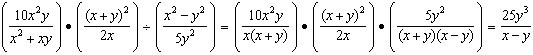 (10x²y / x² + xy) • ((x + y)² / 2x) ÷ (x² − y² / 5y²) = (10x²y / x(x + y)) • ((x + y)² / 2x) • (5y² / (x + y)(x − y)) = 25y³ / x − y